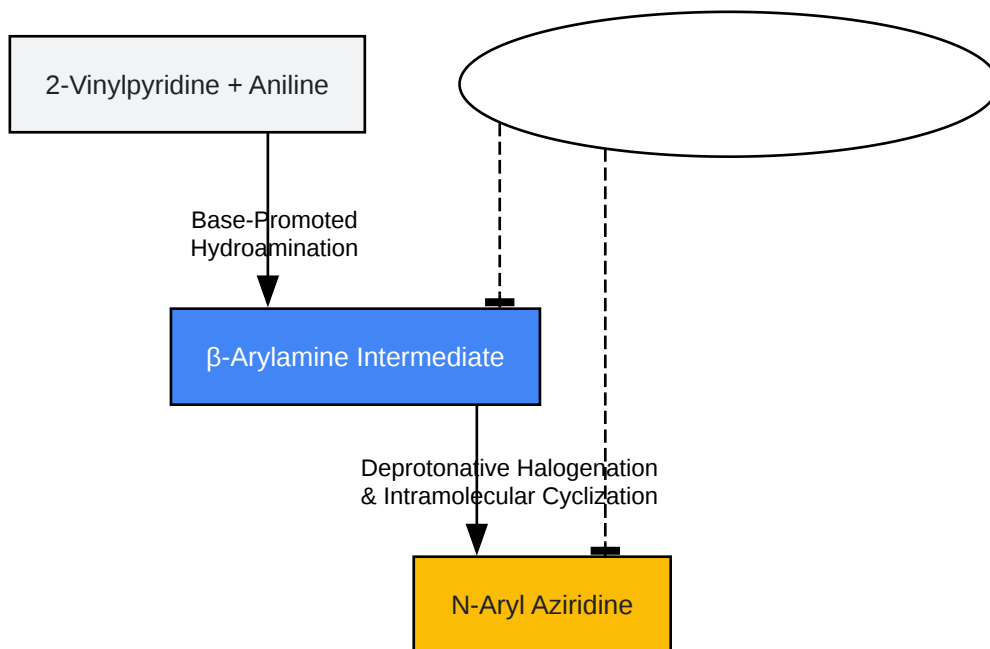 2-Vinylpyridine + Aniline
Base-Promoted
Hydroamination
β-Arylamine Intermediate
Deprotonative Halogenation
& Intramolecular Cyclization
N-Aryl Aziridine